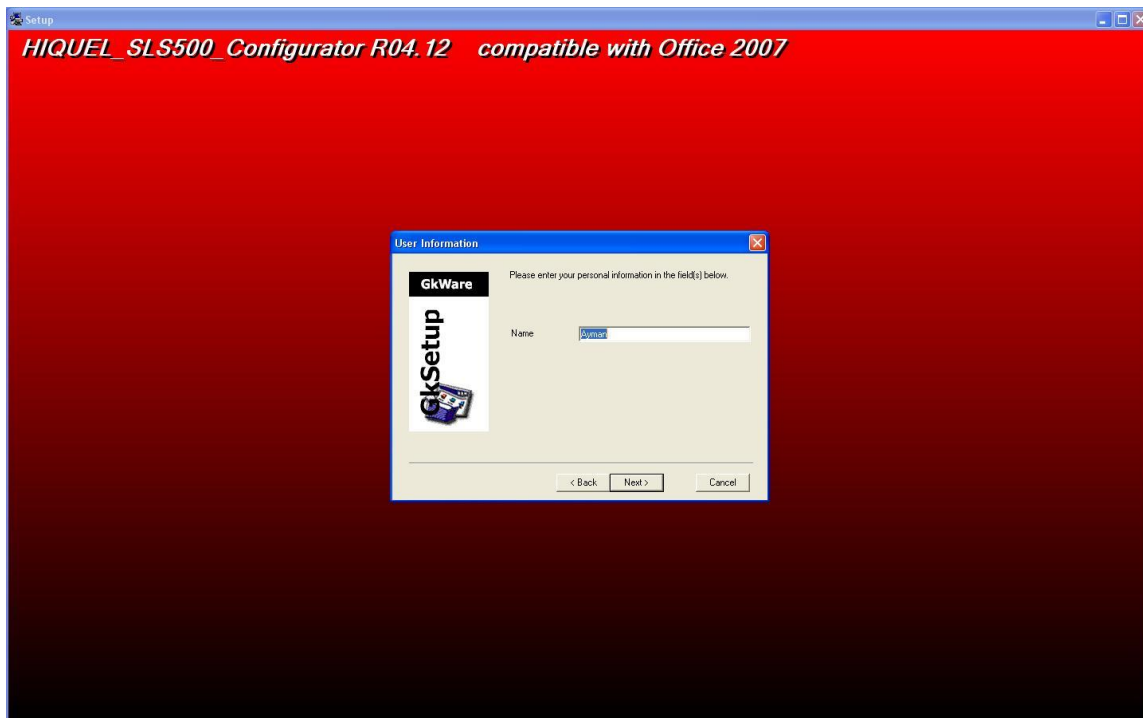 Setup
HIQUEL_SLS500_Configurator R04.12 compatible with Office 2007
User Information
GkWare
GkSetup
Please enter your personal information in the field(s) below.
Name Ayman
< Back Next > Cancel